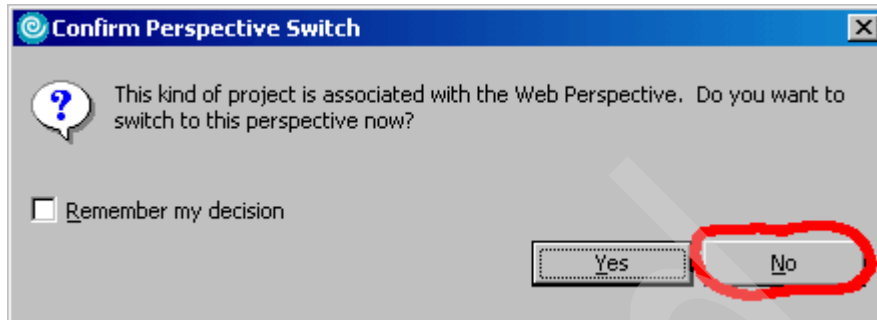 Confirm Perspective Switch
This kind of project is associated with the Web Perspective. Do you want to
switch to this perspective now?
Remember my decision
Yes No